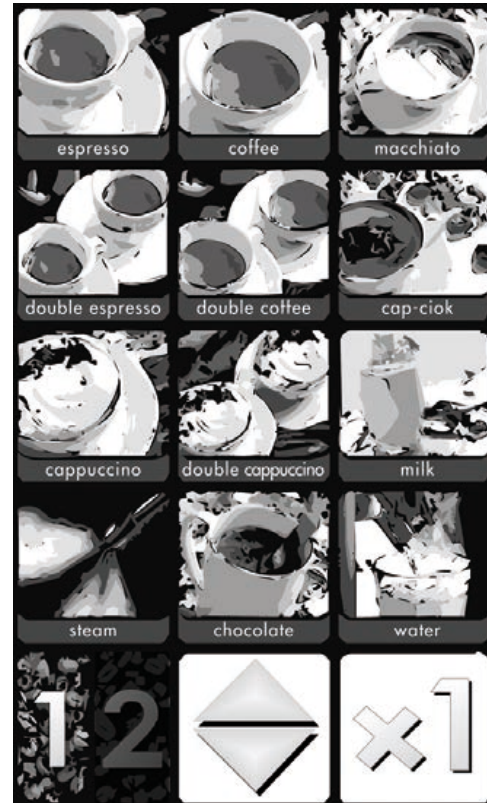 espresso
coffee
macchiato
double espresso
double coffee
cap-ciok
cappuccino
double cappuccino
milk
steam
chocolate
water
1 2
×1